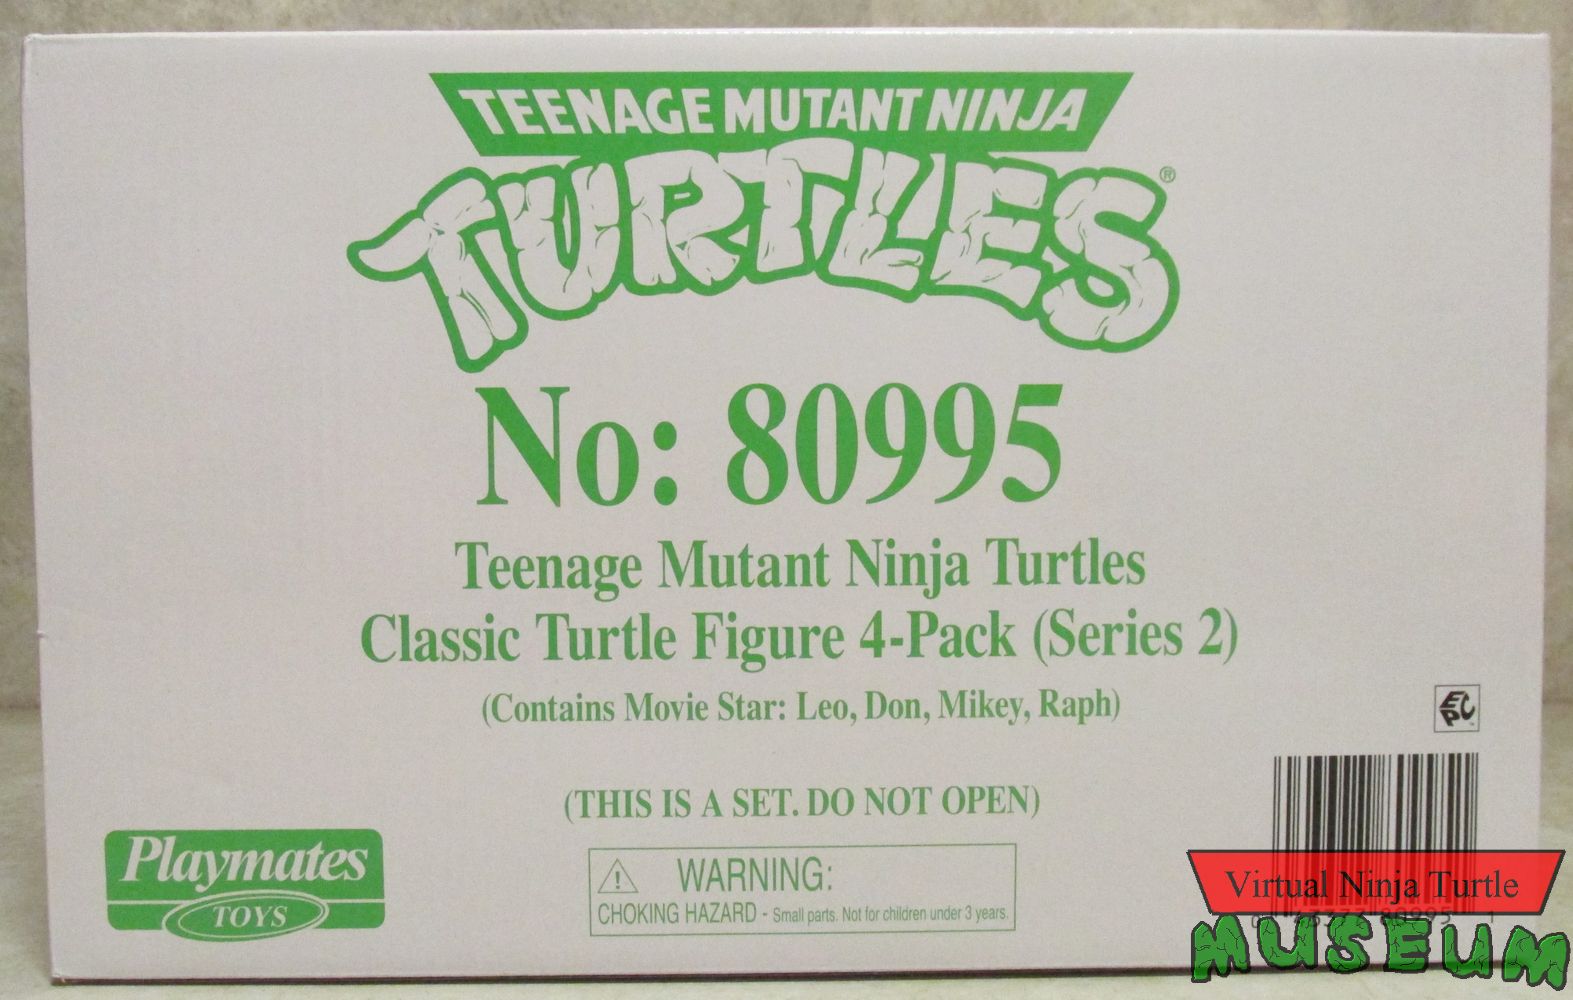 TEENAGE MUTANT NINJA
TURTLES®
No: 80995
Teenage Mutant Ninja Turtles
Classic Turtle Figure 4-Pack (Series 2)
(Contains Movie Star: Leo, Don, Mikey, Raph)
EPC
(THIS IS A SET. DO NOT OPEN)
Playmates
TOYS
WARNING:
CHOKING HAZARD - Small parts. Not for children under 3 years.
Virtual Ninja Turtle
MUSEUM